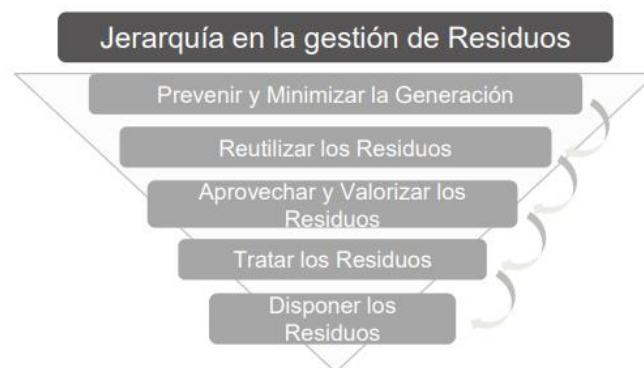 Jerarquía en la gestión de Residuos
Prevenir y Minimizar la Generación
Reutilizar los Residuos
Aprovechar y Valorizar los
Residuos
Tratar los Residuos
Disponer los
Residuos